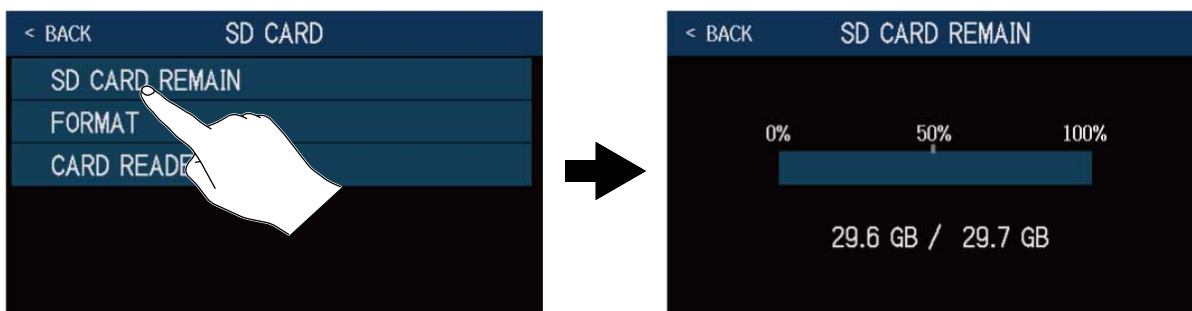 < BACK SD CARD
SD CARD REMAIN
FORMAT
CARD READE
< BACK SD CARD REMAIN
0% 50% 100%
29.6 GB / 29.7 GB